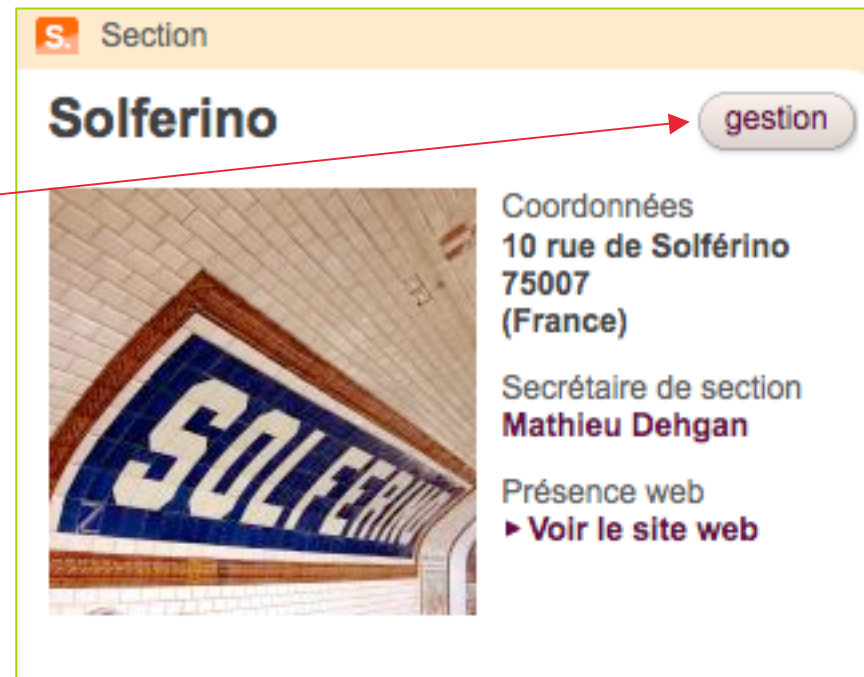 S. Section
Solferino
gestion
SOLFERINO
Coordonnées
10 rue de Solférino
75007
(France)
Secrétaire de section
Mathieu Dehgan
Présence web
Voir le site web